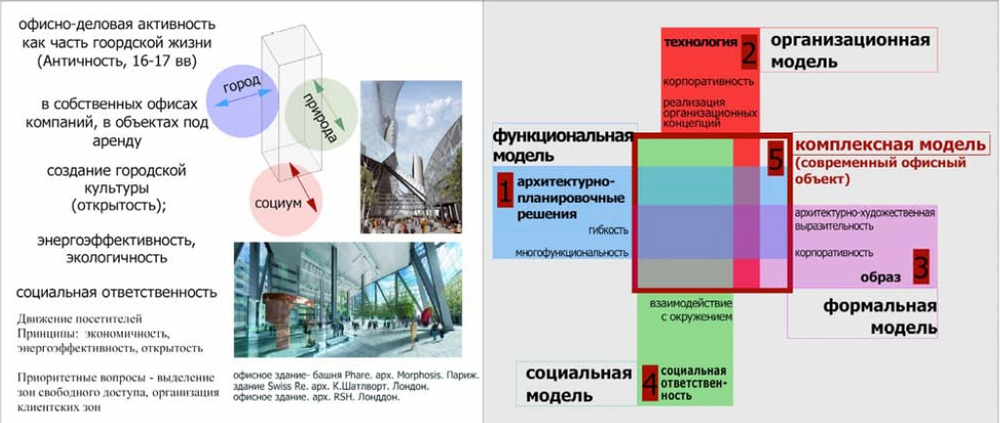 офисно-деловая активность
как часть гоордской жизни
(Античность, 16-17 вв)
в собственных офисах
компаний, в объектах под
аренду
создание городской
культуры
(открытость);
энергоэффективность,
экологичность
социальная ответственность
Движение посетителей
Принципы: экономичность,
энергоэффективность, открытость
Приоритетные вопросы - выделение
зон свободного доступа, организация
клиентских зон
город
природа
социум
офисное здание- башня Phare. арх. Morphosis. Париж.
здание Swiss Re. арх. К.Шатлворт. Лондон.
офисное здание. арх. RSH. Лонддон.
технология
2
организационная
модель
корпоративность
реализация
организационных
концепций
функциональная
модель
1
архитектурно-
планировочные
решения
гибкость
многофункциональность
5
комплексная модель
(современный офисный
объект)
архитектурно-художественная
выразительность
корпоративность
образ
3
формальная
модель
взаимодействие
с окружением
социальная
модель
4
социальная
ответствен-
ность